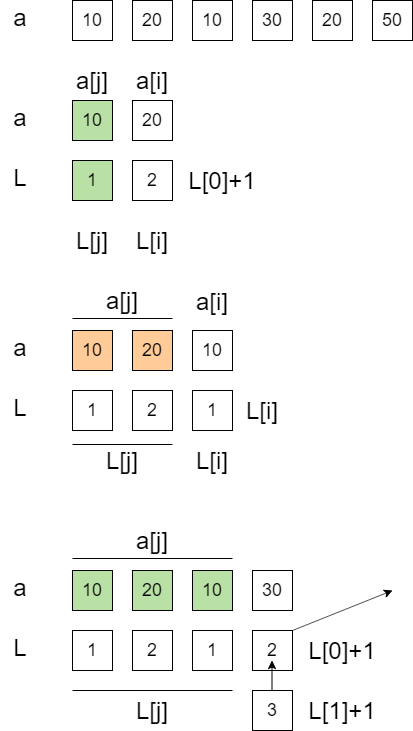 a 10 20 10 30 20 50
a[j] a[i]
a 10 20
L 1 2 L[0]+1
L[j] L[i]
a[j] a[i]
a 10 20 10
L 1 2 1 L[i]
L[j] L[i]
a[j]
a 10 20 10 30
L 1 2 1 2 L[0]+1
L[j] 3 L[1]+1